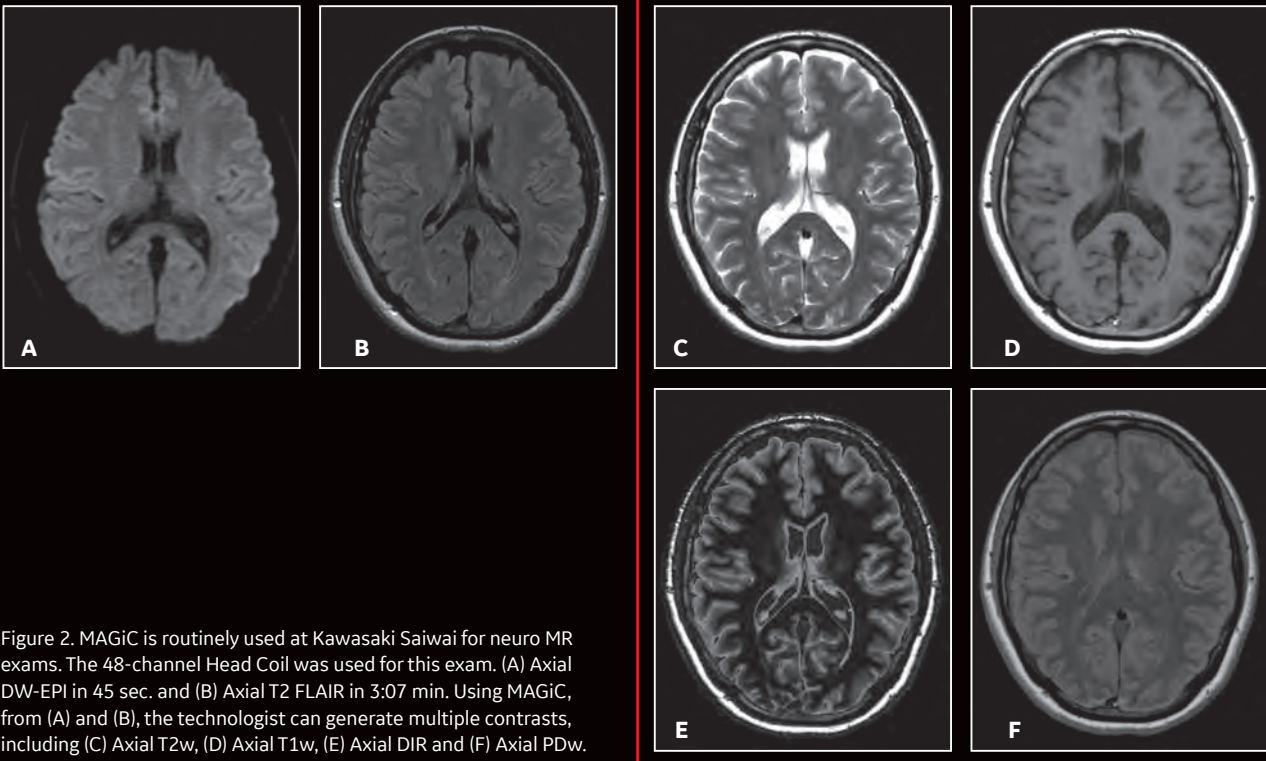 A
B
C
D
E
F
Figure 2. MAGiC is routinely used at Kawasaki Saiwai for neuro MR
exams. The 48-channel Head Coil was used for this exam. (A) Axial
DW-EPI in 45 sec. and (B) Axial T2 FLAIR in 3:07 min. Using MAGiC,
from (A) and (B), the technologist can generate multiple contrasts,
including (C) Axial T2w, (D) Axial T1w, (E) Axial DIR and (F) Axial PDw.